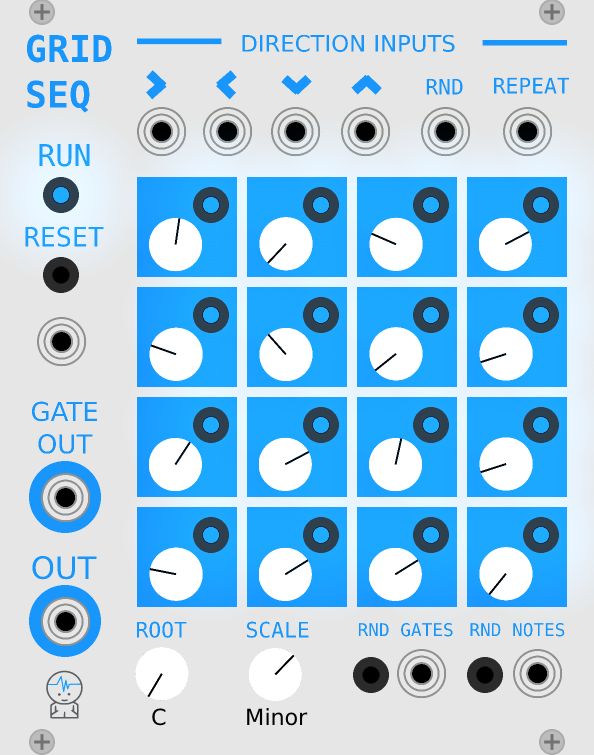 GRID
SEQ
DIRECTION INPUTS
RND
REPEAT
RUN
RESET
GATE
OUT
OUT
ROOT
SCALE
RND GATES
RND NOTES
C
Minor